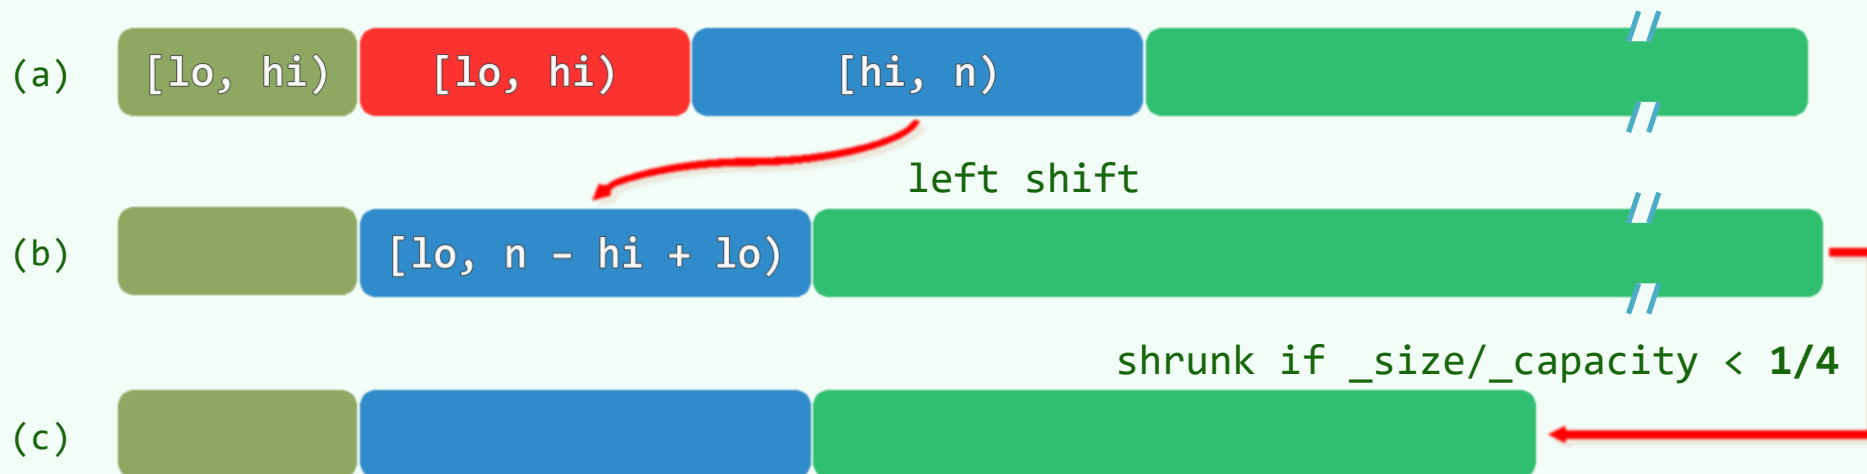 (a) [lo, hi) [lo, hi) [hi, n)
left shift
(b) [lo, n – hi + lo)
shrunk if _size/_capacity < 1/4
(c)